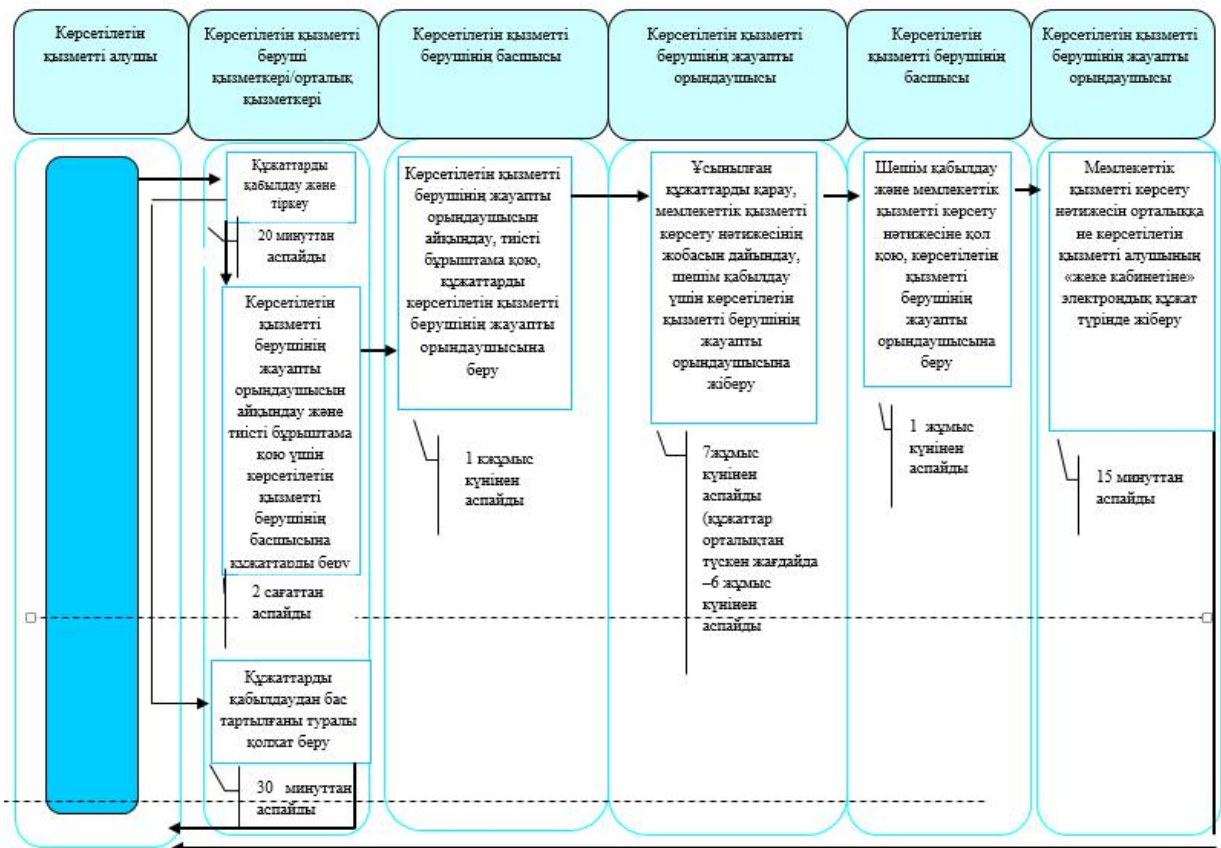 Көрсетілетін
қызметті алушы
Көрсетілетін қызметті
беруші
қызметкері/орталық
қызметкері
Көрсетілетін қызметті
берушінің басшысы
Көрсетілетін қызметті
берушінің жауапты
орындаушысы
Көрсетілетін
қызметті берушінің
басшысы
Көрсетілетін қызметті
берушінің жауапты
орындаушысы
Құжаттарды
қабылдау және
тіркеу
20 минуттан
аспайды
Көрсетілетін
қызметті
берушінің
жауапты
орындаушысын
айқындау және
тиісті бұрыштама
қою үшін
көрсетілетін
қызметті
берушінің
басшысына
құжаттарды беру
2 сағаттан
аспайды
Құжаттарды
қабылдаудан бас
тартылғаны туралы
қолхат беру
30 минуттан
аспайды
Көрсетілетін қызметті
берушінің жауапты
орындаушысын
айқындау, тиісті
бұрыштама қою,
құжаттарды
көрсетілетін қызметті
берушінің жауапты
орындаушысына
беру
1 кжұмыс
күнінен
аспайды
Ұсынылған
құжаттарды қарау,
мемлекеттік қызметті
көрсету нәтижесінің
жобасын дайындау,
шешім қабылдау
үшін көрсетілетін
қызметті берушінің
жауапты
орындаушысына
жіберу
7жұмыс
күнінен
аспайды
(құжаттар
орталықтан
түскен жағдайда
–6 жұмыс
күнінен
аспайды
Шешім қабылдау
және мемлекеттік
қызметті көрсету
нәтижесіне қол
қою, көрсетілетін
қызметті
берушінің
жауапты
орындаушысына
беру
1 жұмыс
күнінен
аспайды
Мемлекеттік
қызметті көрсету
нәтижесін орталыққа
не көрсетілетін
қызметті алушының
«жеке кабинетіне»
электрондық құжат
түрінде жіберу
15 минуттан
аспайды